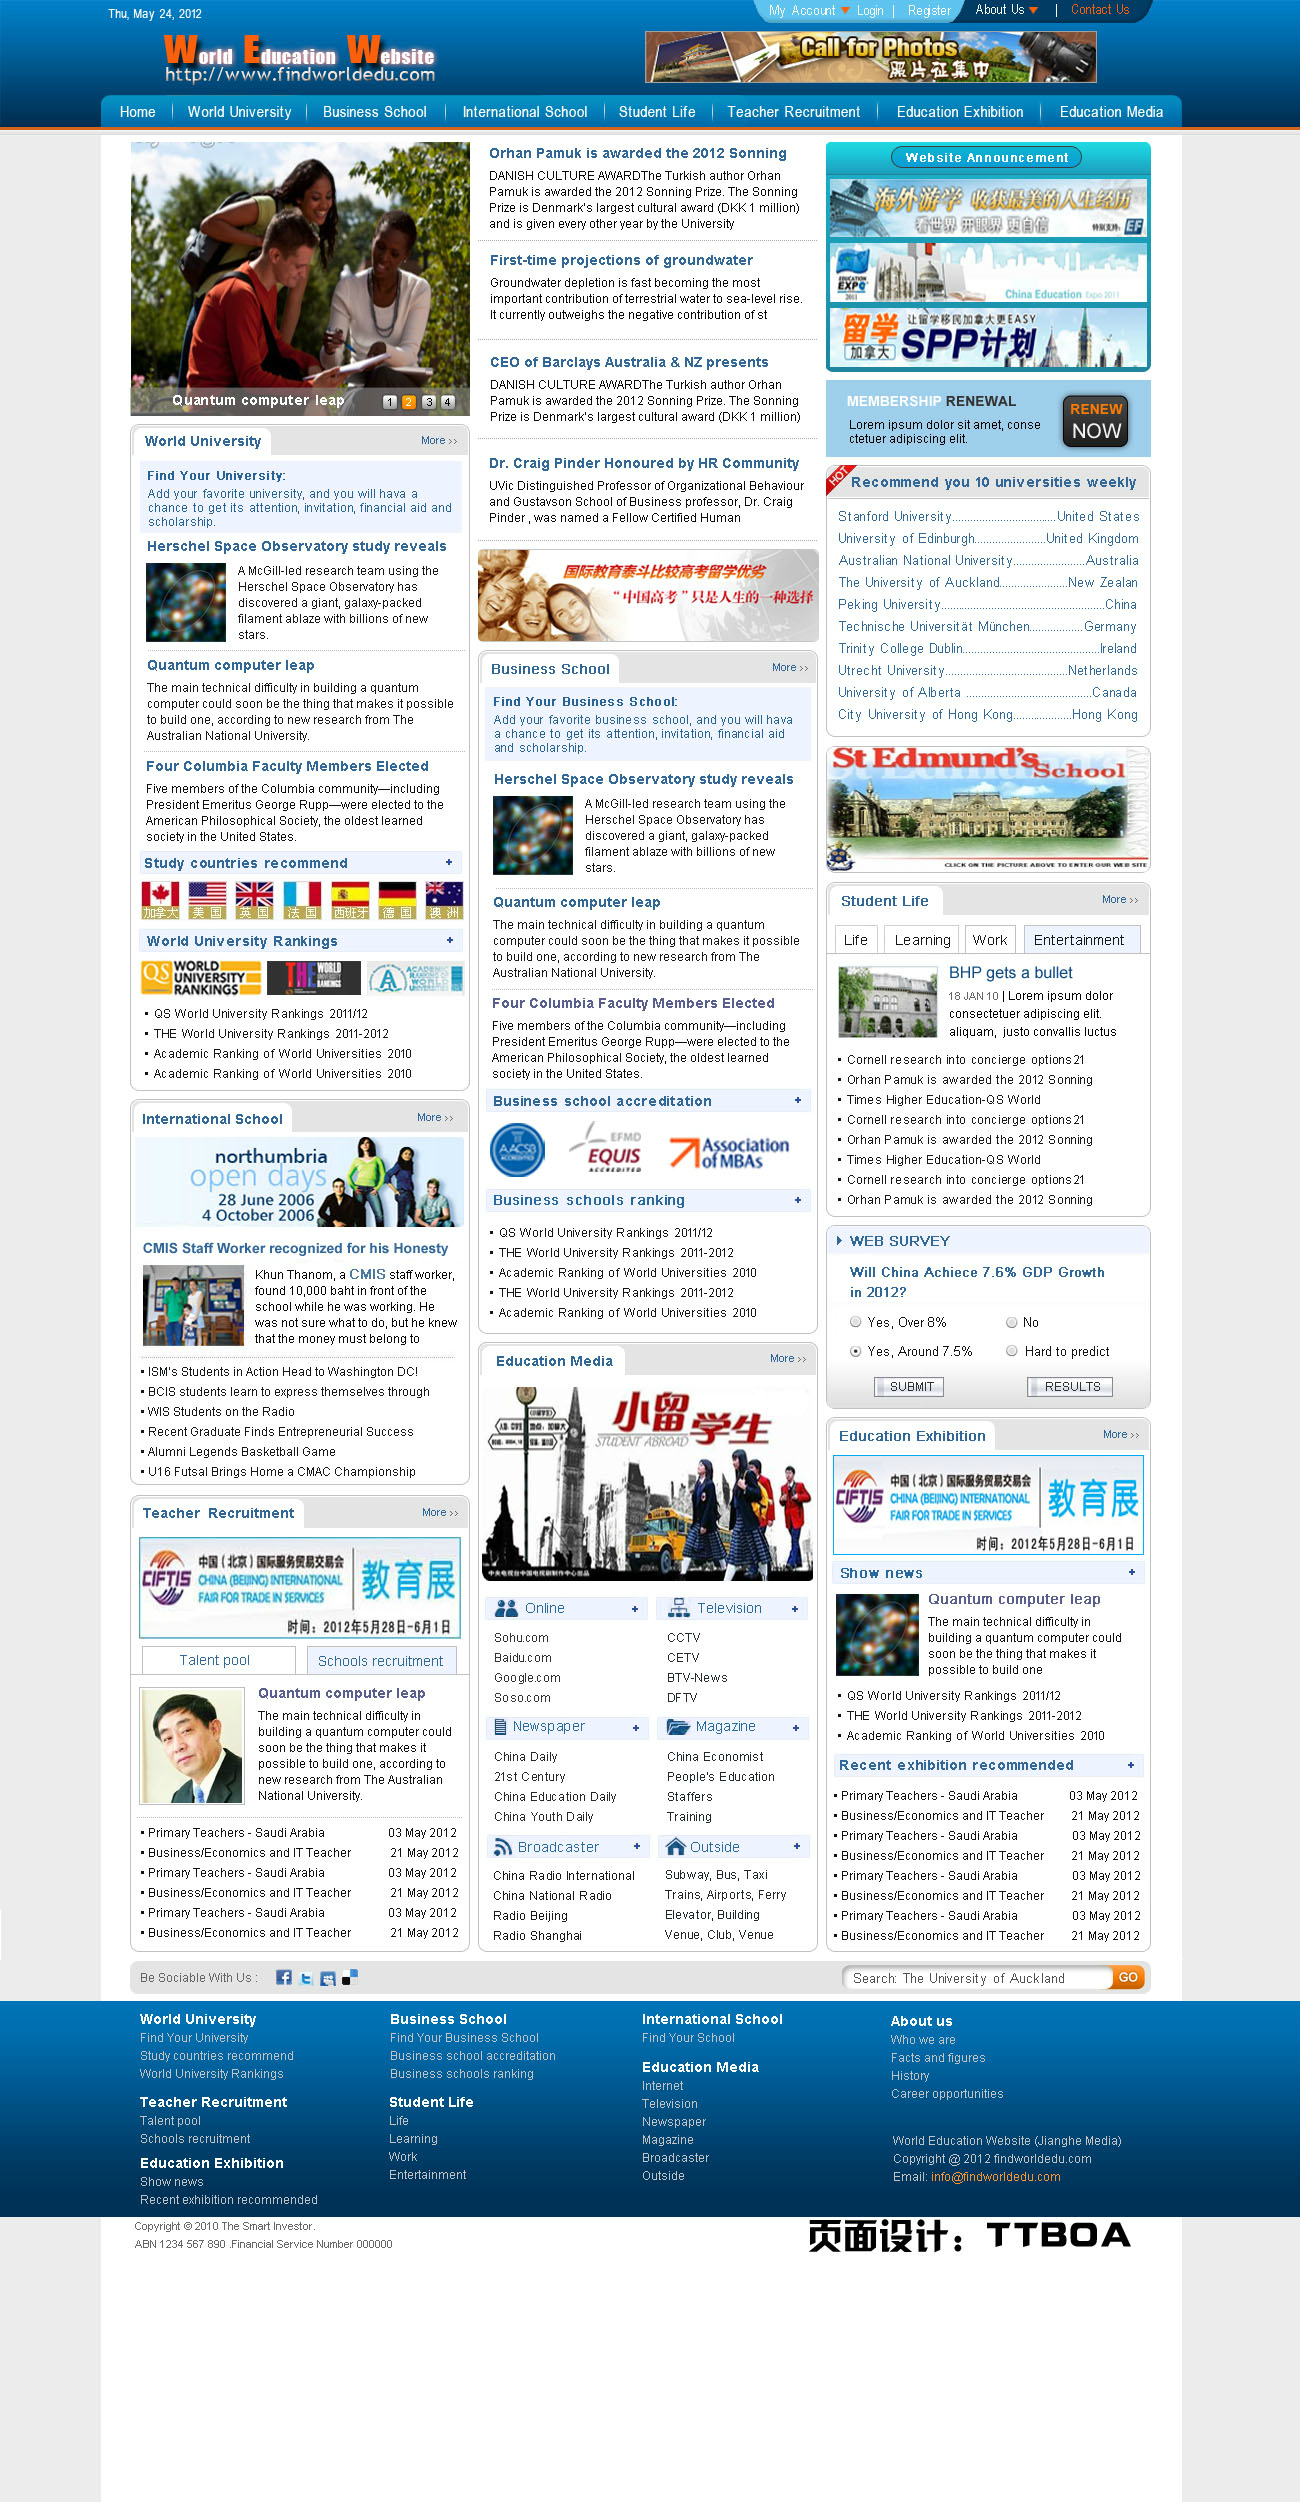 Thu, May 24, 2012
My Account Login | Register About Us | Contact Us
World Education Website
http://www.findworldedu.com
Call for Photos
照片征集中
Home World University Business School International School Student Life Teacher Recruitment Education Exhibition Education Media
Quantum computer leap 1 2 3 4
World University More >>
Find Your University:
Add your favorite university, and you will hava a
chance to get its attention, invitation, financial aid and
scholarship.
Herschel Space Observatory study reveals
A McGill-led research team using the
Herschel Space Observatory has
discovered a giant, galaxy-packed
filament ablaze with billions of new
stars.
Quantum computer leap
The main technical difficulty in building a quantum
computer could soon be the thing that makes it possible
to build one, according to new research from The
Australian National University.
Four Columbia Faculty Members Elected
Five members of the Columbia community—including
President Emeritus George Rupp—were elected to the
American Philosophical Society, the oldest learned
society in the United States.
Study countries recommend +
加拿大 美 国 英 国 法 国 西班牙 德 国 澳 洲
World University Rankings +
QS WORLD UNIVERSITY RANKINGS
THE WORLD UNIVERSITY RANKINGS
• QS World University Rankings 2011/12
• THE World University Rankings 2011-2012
• Academic Ranking of World Universities 2010
• Academic Ranking of World Universities 2010
International School More >>
northumbria
open days
28 June 2006
4 October 2006
CMIS Staff Worker recognized for his Honesty
Khun Thanom, a CMIS staff worker,
found 10,000 baht in front of the
school while he was working. He
was not sure what to do, but he knew
that the money must belong to
• ISM's Students in Action Head to Washington DC!
• BCIS students learn to express themselves through
• WIS Students on the Radio
• Recent Graduate Finds Entrepreneurial Success
• Alumni Legends Basketball Game
• U16 Futsal Brings Home a CMAC Championship
Teacher Recruitment More >>
CIFTIS
中国（北京）国际服务贸易交易会
CHINA (BEIJING) INTERNATIONAL
FAIR FOR TRADE IN SERVICES
教育展
时间：2012年5月28日-6月1日
Talent pool Schools recruitment
Quantum computer leap
The main technical difficulty in
building a quantum computer could
soon be the thing that makes it
possible to build one, according to
new research from The Australian
National University.
• Primary Teachers - Saudi Arabia 03 May 2012
• Business/Economics and IT Teacher 21 May 2012
• Primary Teachers - Saudi Arabia 03 May 2012
• Business/Economics and IT Teacher 21 May 2012
• Primary Teachers - Saudi Arabia 03 May 2012
• Business/Economics and IT Teacher 21 May 2012
Orhan Pamuk is awarded the 2012 Sonning
DANISH CULTURE AWARDThe Turkish author Orhan
Pamuk is awarded the 2012 Sonning Prize. The Sonning
Prize is Denmark's largest cultural award (DKK 1 million)
and is given every other year by the University
First-time projections of groundwater
Groundwater depletion is fast becoming the most
important contribution of terrestrial water to sea-level rise.
It currently outweighs the negative contribution of st
CEO of Barclays Australia & NZ presents
DANISH CULTURE AWARDThe Turkish author Orhan
Pamuk is awarded the 2012 Sonning Prize. The Sonning
Prize is Denmark's largest cultural award (DKK 1 million)
Dr. Craig Pinder Honoured by HR Community
UVic Distinguished Professor of Organizational Behaviour
and Gustavson School of Business professor, Dr. Craig
Pinder , was named a Fellow Certified Human
国际教育泰斗比较高考留学优劣
“中国高考”只是人生的一种选择
Business School More >>
Find Your Business School:
Add your favorite business school, and you will hava
a chance to get its attention, invitation, financial aid
and scholarship.
Herschel Space Observatory study reveals
A McGill-led research team using the
Herschel Space Observatory has
discovered a giant, galaxy-packed
filament ablaze with billions of new
stars.
Quantum computer leap
The main technical difficulty in building a quantum
computer could soon be the thing that makes it possible
to build one, according to new research from The
Australian National University.
Four Columbia Faculty Members Elected
Five members of the Columbia community—including
President Emeritus George Rupp—were elected to the
American Philosophical Society, the oldest learned
society in the United States.
Business school accreditation +
AACSB ACCREDITED
EFMD
EQUIS
ACCREDITED
Association
of MBAs
Business schools ranking +
• QS World University Rankings 2011/12
• THE World University Rankings 2011-2012
• Academic Ranking of World Universities 2010
• THE World University Rankings 2011-2012
• Academic Ranking of World Universities 2010
Education Media More >>
小留学生
STUDENT ABROAD
中央电视台中国电视剧制作中心出品
Online + Television +
Sohu.com CCTV
Baidu.com CETV
Google.com BTV-News
Soso.com DFTV
Newspaper + Magazine +
China Daily China Economist
21st Century People's Education
China Education Daily Staffers
China Youth Daily Training
Broadcaster + Outside +
China Radio International Subway, Bus, Taxi
China National Radio Trains, Airports, Ferry
Radio Beijing Elevator, Building
Radio Shanghai Venue, Club, Venue
Website Announcement
海外游学 收获最美的人生经历
看世界 开眼界 更自信 特别支持: EF
EDUCATION EXPO 2011
China Education Expo 2011
留学 加拿大
让留学移民加拿大更EASY
SPP计划
MEMBERSHIP RENEWAL
Lorem ipsum dolor sit amet, conse
ctetuer adipiscing elit.
RENEW NOW
HOT
Recommend you 10 universities weekly
Stanford University...................................United States
University of Edinburgh........................United Kingdom
Australian National University........................Australia
The University of Auckland.......................New Zealan
Peking University......................................................China
Technische Universität München..................Germany
Trinity College Dublin..............................................Ireland
Utrecht University.........................................Netherlands
University of Alberta ..........................................Canada
City University of Hong Kong....................Hong Kong
St Edmund's School
CLICK ON THE PICTURE ABOVE TO ENTER OUR WEB SITE
Student Life More >>
Life Learning Work Entertainment
BHP gets a bullet
18 JAN 10 | Lorem ipsum dolor
consectetuer adipiscing elit.
aliquam, justo convallis luctus
• Cornell research into concierge options21
• Orhan Pamuk is awarded the 2012 Sonning
• Times Higher Education-QS World
• Cornell research into concierge options21
• Orhan Pamuk is awarded the 2012 Sonning
• Times Higher Education-QS World
• Cornell research into concierge options21
• Orhan Pamuk is awarded the 2012 Sonning
WEB SURVEY
Will China Achiece 7.6% GDP Growth
in 2012?
Yes, Over 8% No
Yes, Around 7.5% Hard to predict
SUBMIT RESULTS
Education Exhibition More >>
CIFTIS
中国（北京）国际服务贸易交易会
CHINA (BEIJING) INTERNATIONAL
FAIR FOR TRADE IN SERVICES
教育展
时间：2012年5月28日-6月1日
Show news +
Quantum computer leap
The main technical difficulty in
building a quantum computer could
soon be the thing that makes it
possible to build one
• QS World University Rankings 2011/12
• THE World University Rankings 2011-2012
• Academic Ranking of World Universities 2010
Recent exhibition recommended +
• Primary Teachers - Saudi Arabia 03 May 2012
• Business/Economics and IT Teacher 21 May 2012
• Primary Teachers - Saudi Arabia 03 May 2012
• Business/Economics and IT Teacher 21 May 2012
• Primary Teachers - Saudi Arabia 03 May 2012
• Business/Economics and IT Teacher 21 May 2012
• Primary Teachers - Saudi Arabia 03 May 2012
• Business/Economics and IT Teacher 21 May 2012
Be Sociable With Us :
Search: The University of Auckland GO
World University
Find Your University
Study countries recommend
World University Rankings
Teacher Recruitment
Talent pool
Schools recruitment
Education Exhibition
Show news
Recent exhibition recommended
Business School
Find Your Business School
Business school accreditation
Business schools ranking
Student Life
Life
Learning
Work
Entertainment
International School
Find Your School
Education Media
Internet
Television
Newspaper
Magazine
Broadcaster
Outside
About us
Who we are
Facts and figures
History
Career opportunities
World Education Website (Jianghe Media)
Copyright @ 2012 findworldedu.com
Email: info@findworldedu.com
Copyright © 2010 The Smart Investor.
ABN 1234 567 890 .Financial Service Number 000000
页面设计：TTBOA